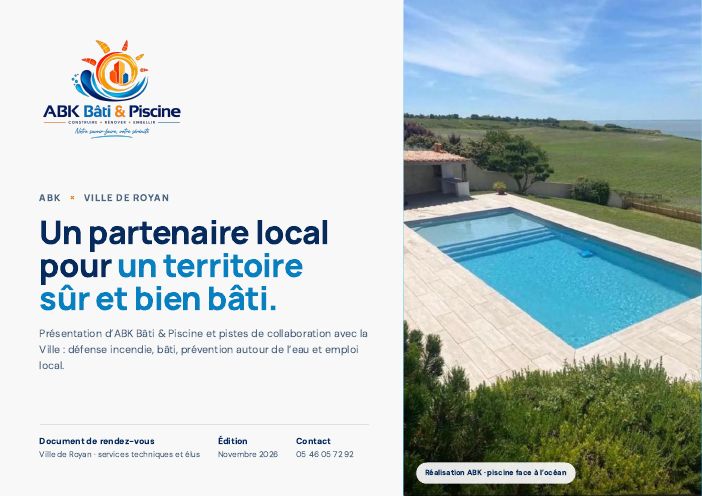 ABK Bâti & Piscine
CONSTRUIRE • RÉNOVER • EMBELLIR
Notre savoir-faire, votre sérénité
ABK × VILLE DE ROYAN
Un partenaire local
pour un territoire
sûr et bien bâti.
Présentation d'ABK Bâti & Piscine et pistes de collaboration avec la
Ville : défense incendie, bâti, prévention autour de l'eau et emploi
local.
Document de rendez-vous
Ville de Royan · services techniques et élus
Édition
Novembre 2026
Contact
05 46 05 72 92
Réalisation ABK · piscine face à l'océan